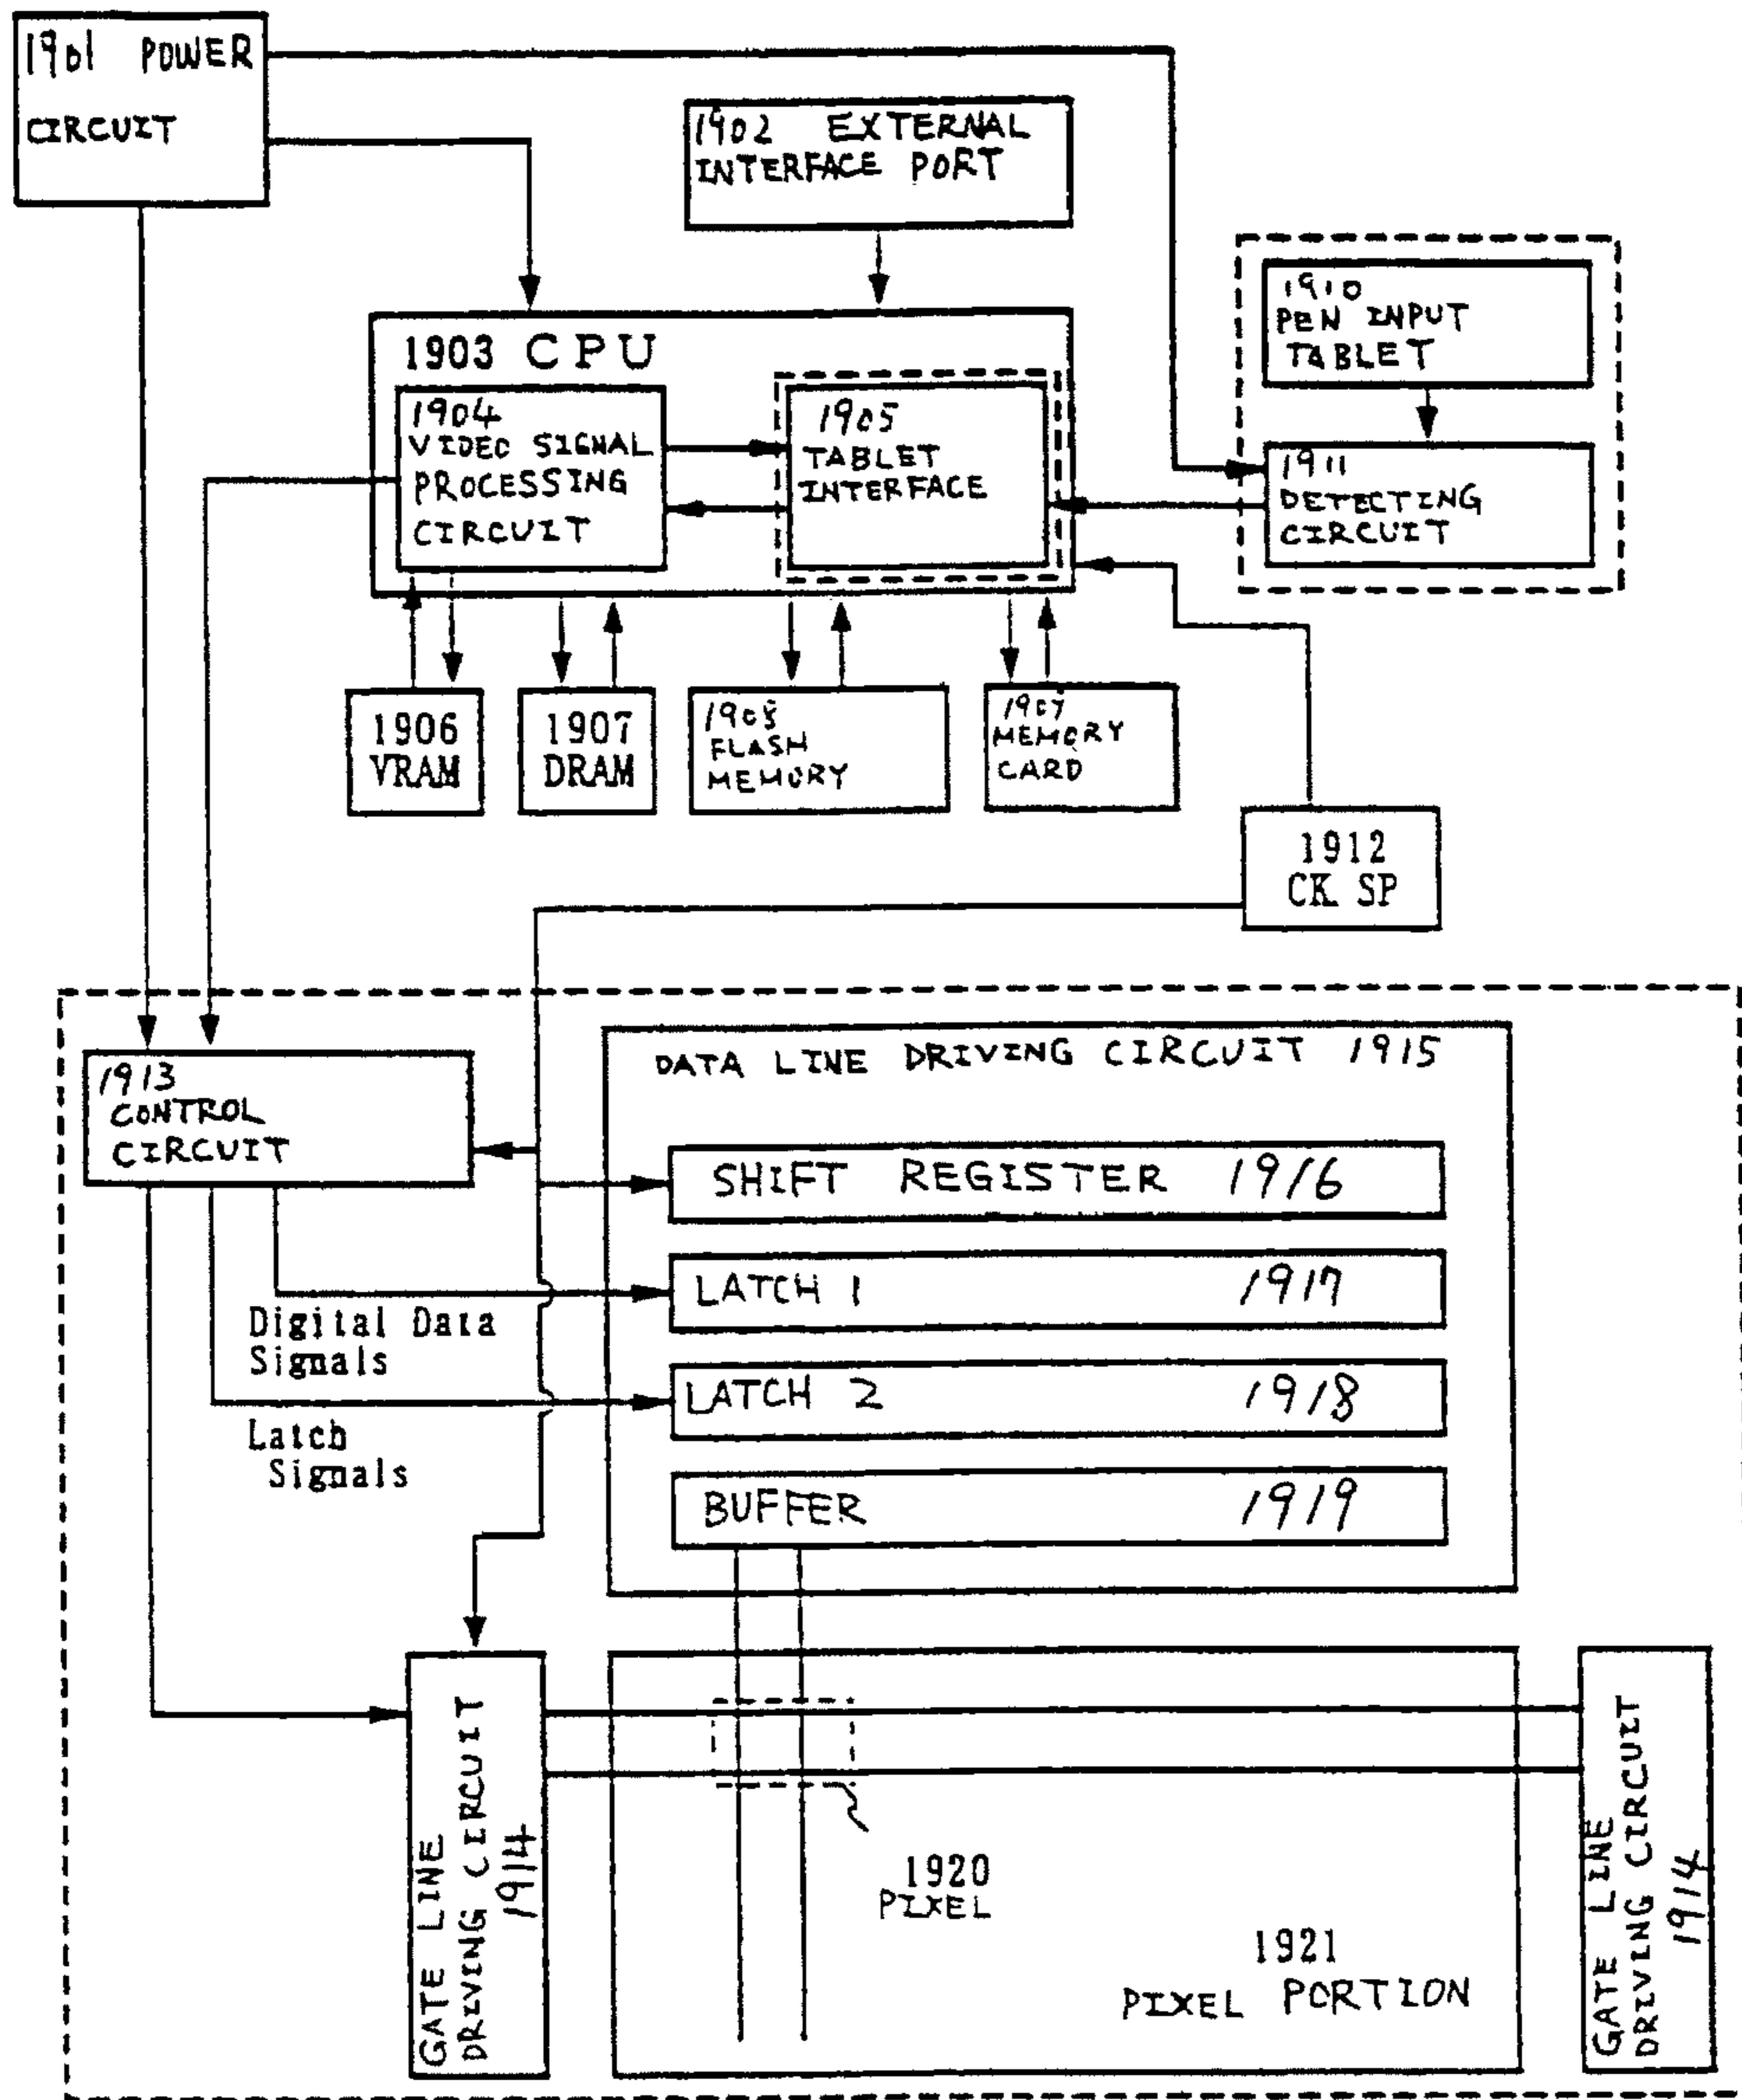 1901 POWER
CIRCUIT
1902 EXTERNAL
INTERFACE PORT
1903 CPU
1904
VIDEO SIGNAL
PROCESSING
CIRCUIT
1905
TABLET
INTERFACE
1910
PEN INPUT
TABLET
1911
DETECTING
CIRCUIT
1906
VRAM
1907
DRAM
1908
FLASH
MEMORY
MEMORY
CARD
1912
CK SP
1913
CONTROL
CIRCUIT
DATA LINE DRIVING CIRCUIT 1915
SHIFT REGISTER 1916
LATCH 1 1917
LATCH 2 1918
BUFFER 1919
Digital Data
Signals
Latch
Signals
GATE LINE
DRIVING CIRCUIT
1914
1920
PIXEL
1921
PIXEL PORTION
GATE LINE
DRIVING CIRCUIT
1914